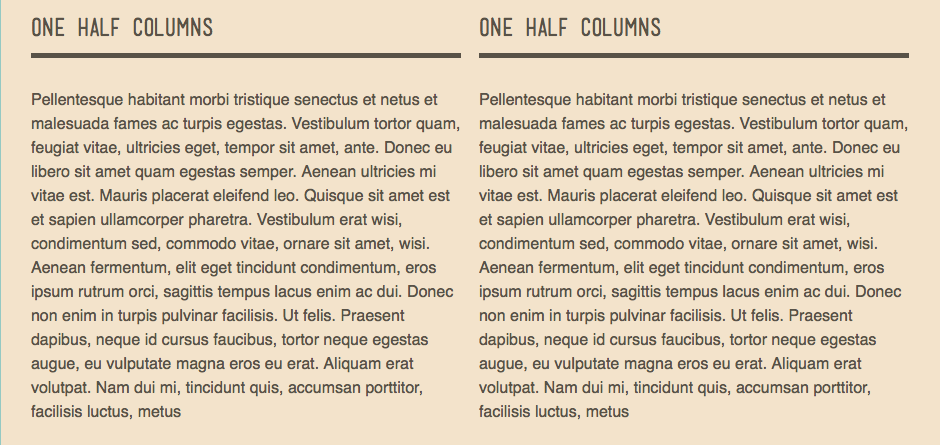 ONE HALF COLUMNS
Pellentesque habitant morbi tristique senectus et netus et
malesuada fames ac turpis egestas. Vestibulum tortor quam,
feugiat vitae, ultricies eget, tempor sit amet, ante. Donec eu
libero sit amet quam egestas semper. Aenean ultricies mi
vitae est. Mauris placerat eleifend leo. Quisque sit amet est
et sapien ullamcorper pharetra. Vestibulum erat wisi,
condimentum sed, commodo vitae, ornare sit amet, wisi.
Aenean fermentum, elit eget tincidunt condimentum, eros
ipsum rutrum orci, sagittis tempus lacus enim ac dui. Donec
non enim in turpis pulvinar facilisis. Ut felis. Praesent
dapibus, neque id cursus faucibus, tortor neque egestas
augue, eu vulputate magna eros eu erat. Aliquam erat
volutpat. Nam dui mi, tincidunt quis, accumsan porttitor,
facilisis luctus, metus
ONE HALF COLUMNS
Pellentesque habitant morbi tristique senectus et netus et
malesuada fames ac turpis egestas. Vestibulum tortor quam,
feugiat vitae, ultricies eget, tempor sit amet, ante. Donec eu
libero sit amet quam egestas semper. Aenean ultricies mi
vitae est. Mauris placerat eleifend leo. Quisque sit amet est
et sapien ullamcorper pharetra. Vestibulum erat wisi,
condimentum sed, commodo vitae, ornare sit amet, wisi.
Aenean fermentum, elit eget tincidunt condimentum, eros
ipsum rutrum orci, sagittis tempus lacus enim ac dui. Donec
non enim in turpis pulvinar facilisis. Ut felis. Praesent
dapibus, neque id cursus faucibus, tortor neque egestas
augue, eu vulputate magna eros eu erat. Aliquam erat
volutpat. Nam dui mi, tincidunt quis, accumsan porttitor,
facilisis luctus, metus